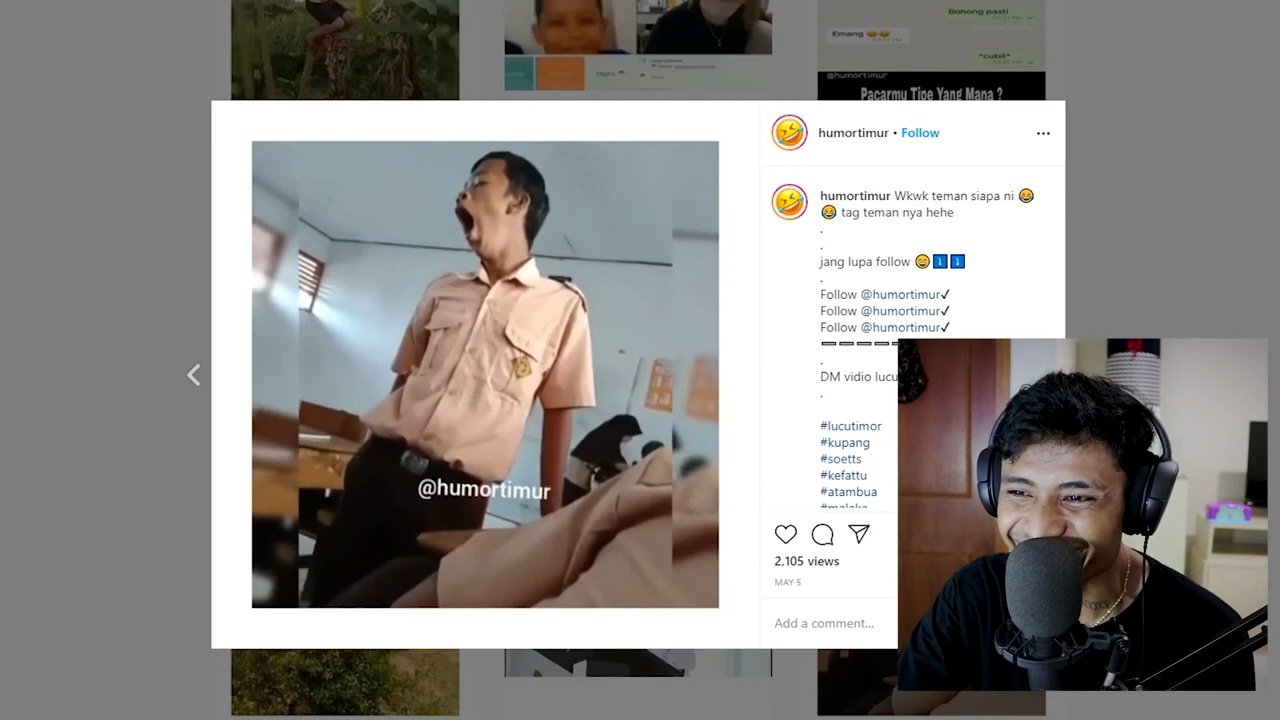 Bohong pasti
Emang 😄😄
*cubit*
@humortimur
Pacarmu Tipe Yang Mana ?
humortimur • Follow
humortimur Wkwk teman siapa ni 😂
😂 tag teman nya hehe
.
.
jang lupa follow 😅⤵⤵
.
Follow @humortimur✓
Follow @humortimur✓
Follow @humortimur✓
➖➖➖➖➖
.
DM vidio lucu
.
#lucutimor
#kupang
#soetts
#kefattu
#atambua
#malaka
@humortimur
2,105 views
MAY 5
Add a comment...